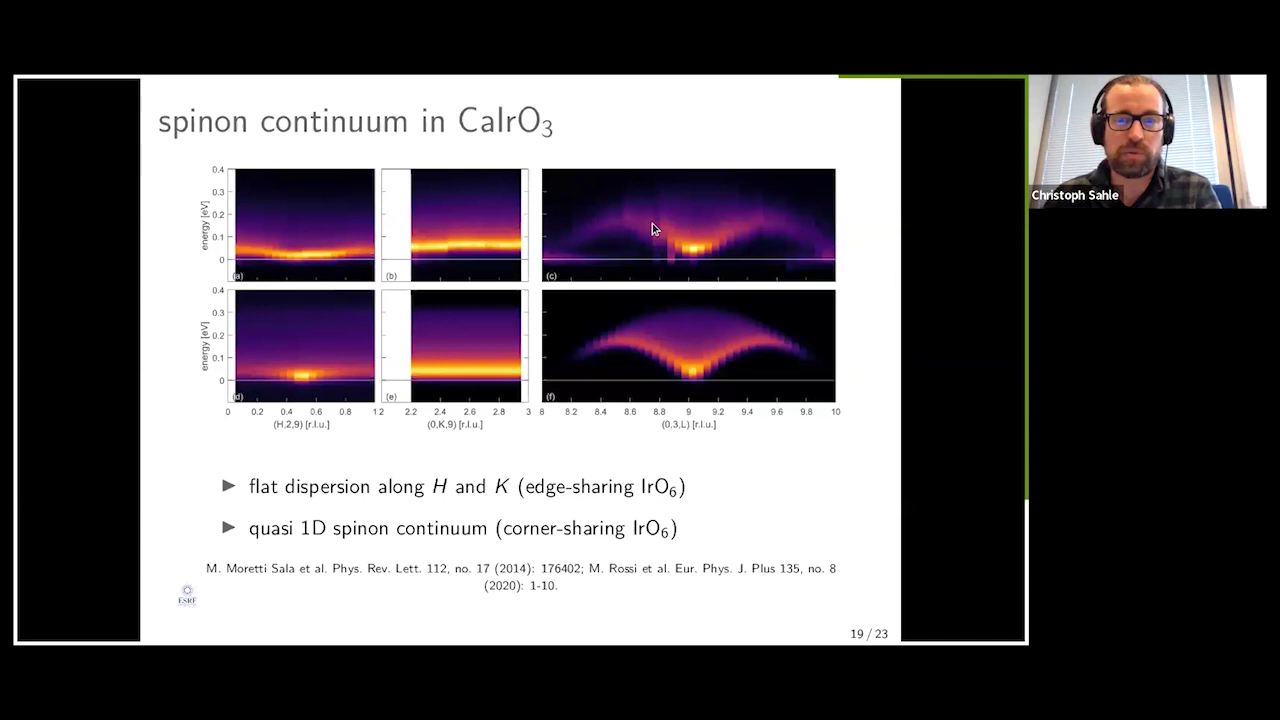 spinon continuum in CaIrO3
0.4
0.3
0.2
0.1
0
energy [eV]
(a)
(b)
(c)
0.4
0.3
0.2
0.1
0
energy [eV]
(d)
(e)
(f)
0 0.2 0.4 0.6 0.8 1
(H,2,9) [r.l.u.]
2 2.2 2.4 2.6 2.8 3
(0,K,9) [r.l.u.]
8 8.2 8.4 8.6 8.8 9 9.2 9.4 9.6 9.8 10
(0,3,L) [r.l.u.]
▶ flat dispersion along H and K (edge-sharing IrO6)
▶ quasi 1D spinon continuum (corner-sharing IrO6)
M. Moretti Sala et al. Phys. Rev. Lett. 112, no. 17 (2014): 176402; M. Rossi et al. Eur. Phys. J. Plus 135, no. 8
(2020): 1-10.
ESRF
19 / 23
Christoph Sahle